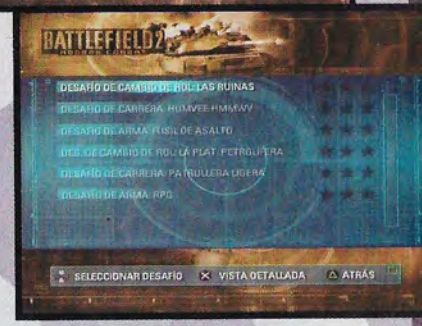 BATTLEFIELD 2
MODERN COMBAT
DESAFÍO DE CAMBIO DE ROL: LAS RUINAS
DESAFÍO DE CARRERA: HUMVEE HMMWV
DESAFÍO DE ARMA: FUSIL DE ASALTO
DES. DE CAMBIO DE ROL: LA PLAT. PETROLÍFERA
DESAFÍO DE CARRERA: PATRULLERA LIGERA
DESAFÍO DE ARMA: RPG
SELECCIONAR DESAFÍO VISTA DETALLADA ATRÁS